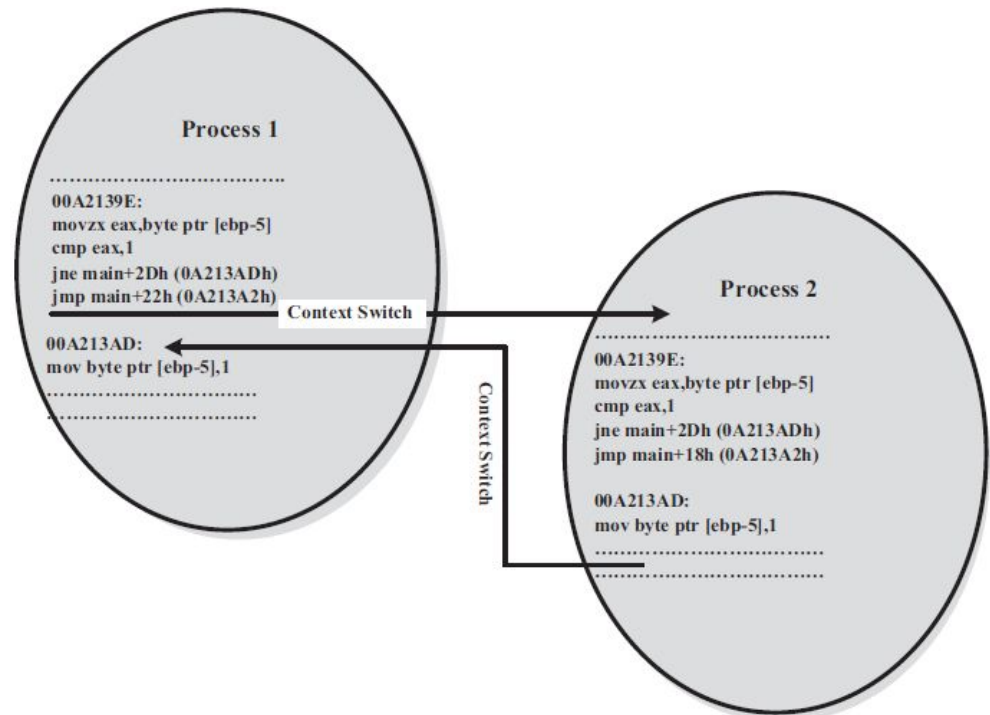 Process 1
....................................
00A2139E:
movzx eax,byte ptr [ebp-5]
cmp eax,1
jne main+2Dh (0A213ADh)
jmp main+22h (0A213A2h)
Context Switch
00A213AD:
mov byte ptr [ebp-5],1
................................
................................
Context Switch
Process 2
....................................
00A2139E:
movzx eax,byte ptr [ebp-5]
cmp eax,1
jne main+2Dh (0A213ADh)
jmp main+18h (0A213A2h)
00A213AD:
mov byte ptr [ebp-5],1
...................................
...................................